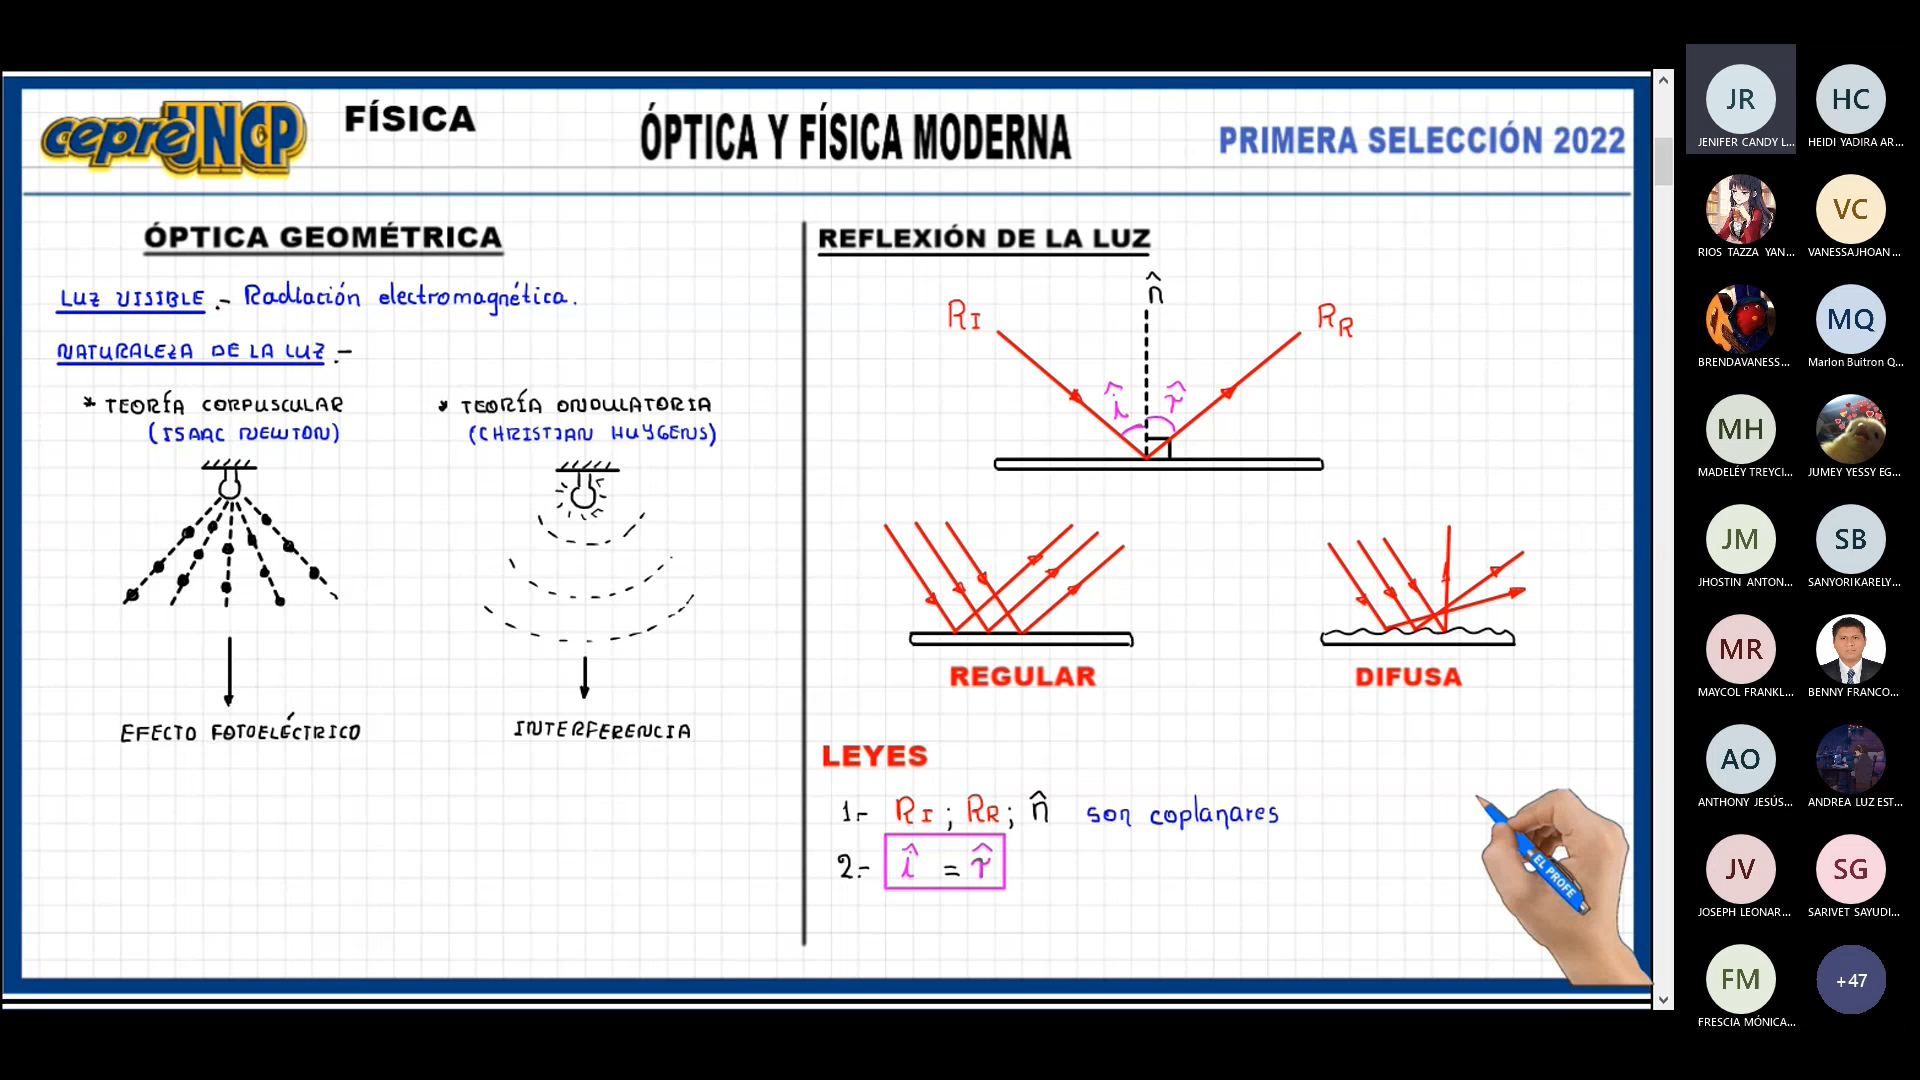 cepreUNCP
FÍSICA
ÓPTICA Y FÍSICA MODERNA
PRIMERA SELECCIÓN 2022
ÓPTICA GEOMÉTRICA
LUZ VISIBLE.- Radiación electromagnética.
NATURALEZA DE LA LUZ.-
* TEORÍA CORPUSCULAR
(ISAAC NEWTON)
* TEORÍA ONDULATORIA
(CHRISTIAN HUYGENS)
EFECTO FOTOELÉCTRICO
INTERFERENCIA
REFLEXIÓN DE LA LUZ
n̂
RI
RR
î
r̂
REGULAR
DIFUSA
LEYES
1.- RI; RR; n̂ son coplanares
2.- î = r̂
EL PROFE
JR
JENIFER CANDY L...
HC
HEIDI YADIRA AR...
RIOS TAZZA YAN...
VC
VANESSAJHOAN...
BRENDAVANESS...
MQ
Marlon Buitron Q...
MH
MADELÉY TREYCI...
JUMEY YESSY EG...
JM
JHOSTIN ANTON...
SB
SANYORIKARELY...
MR
MAYCOL FRANKL...
BENNY FRANCO...
AO
ANTHONY JESÚS...
ANDREA LUZ EST...
JV
JOSEPH LEONAR...
SG
SARIVET SAYUDI...
FM
FRESCIA MÓNICA...
+47